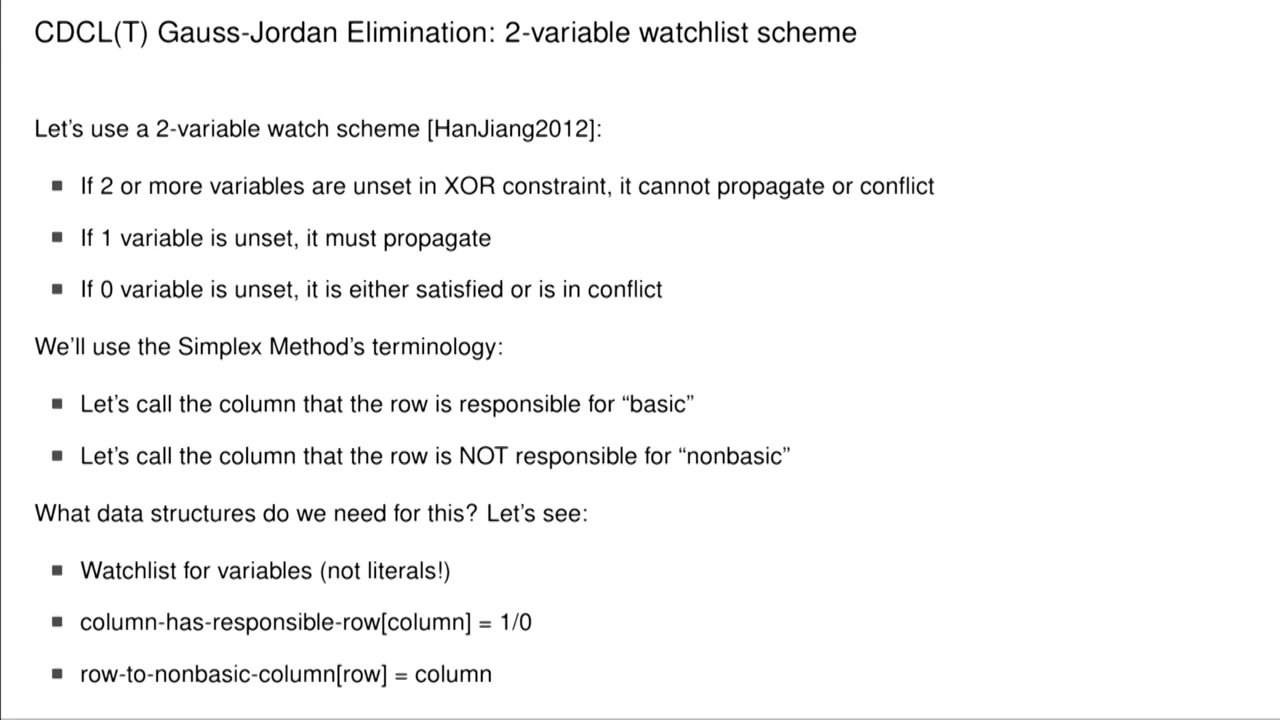 CDCL(T) Gauss-Jordan Elimination: 2-variable watchlist scheme
Let's use a 2-variable watch scheme [HanJiang2012]:
If 2 or more variables are unset in XOR constraint, it cannot propagate or conflict
If 1 variable is unset, it must propagate
If 0 variable is unset, it is either satisfied or is in conflict
We'll use the Simplex Method's terminology:
Let's call the column that the row is responsible for “basic”
Let's call the column that the row is NOT responsible for “nonbasic”
What data structures do we need for this? Let's see:
Watchlist for variables (not literals!)
column-has-responsible-row[column] = 1/0
row-to-nonbasic-column[row] = column